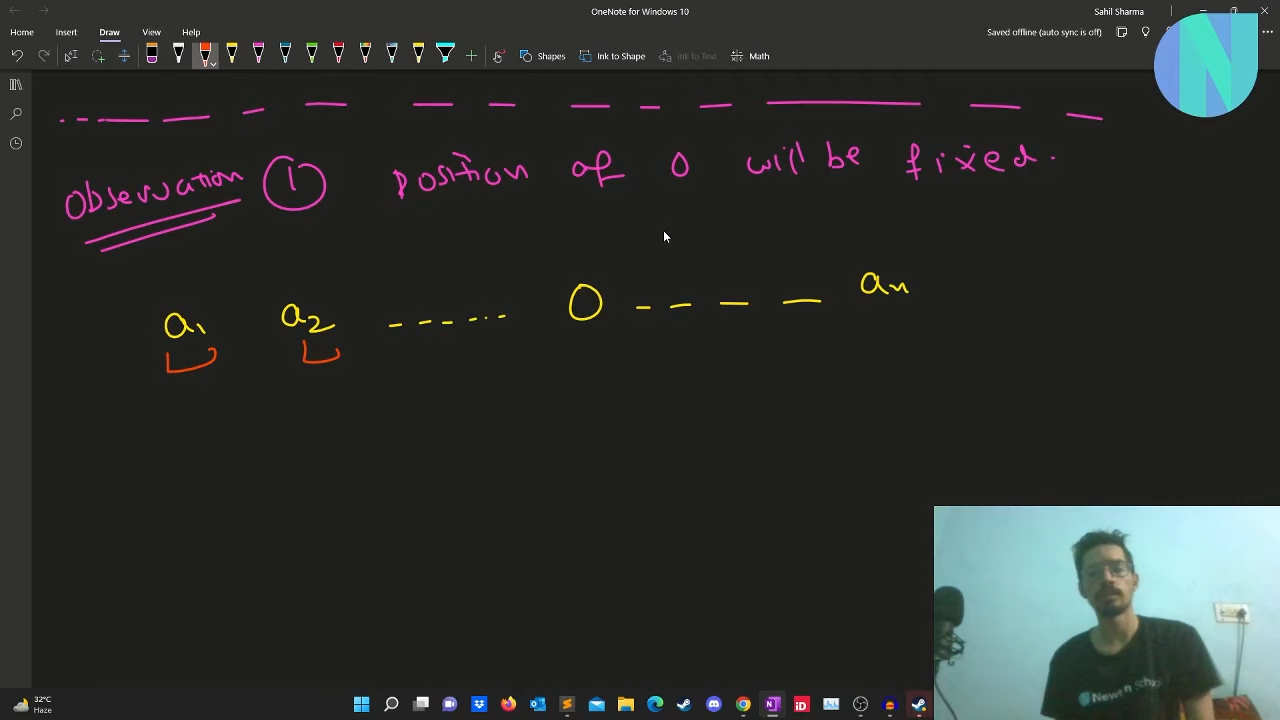 OneNote for Windows 10
Sahil Sharma
Home Insert Draw View Help
Saved offline (auto sync is off)
Shapes Ink to Shape Ink to Text Math
Observation 1 Position of 0 will be fixed.
a1 a2 ------ 0 ---- an
32°C
Haze